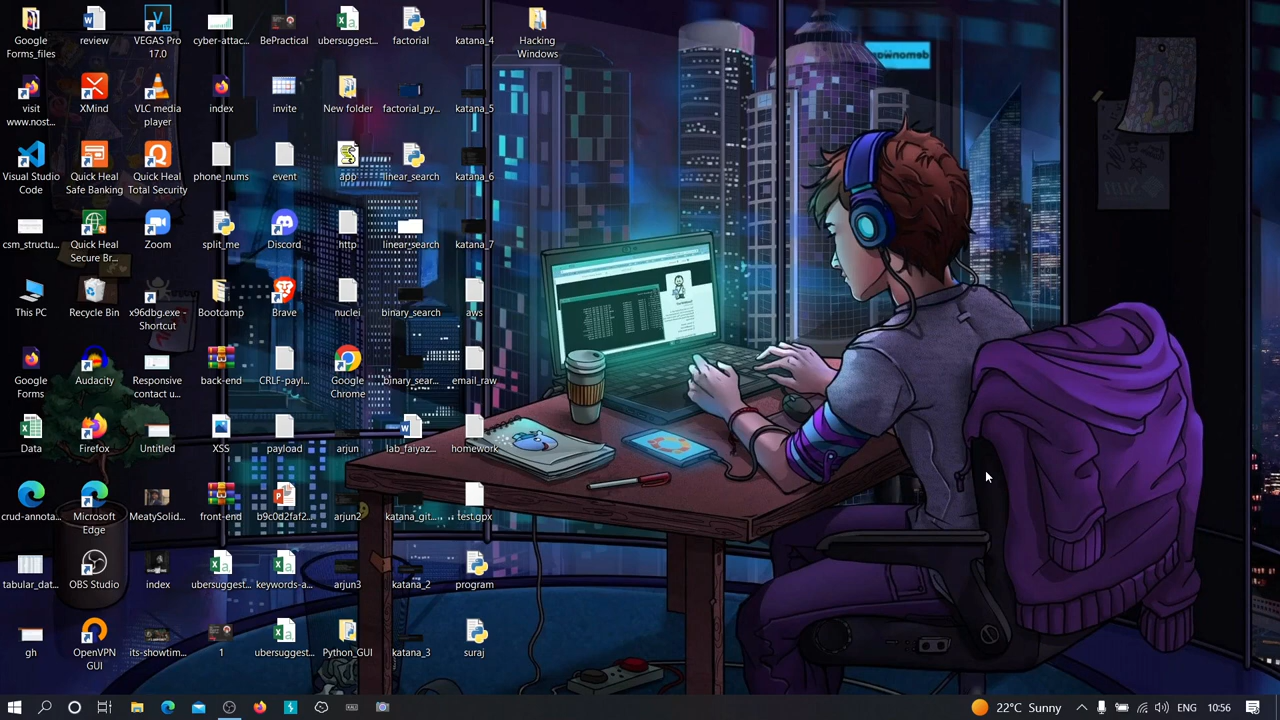 Google
Forms_files
review
VEGAS Pro
17.0
cyber-attac...
BePractical
ubersuggest...
factorial
katana_4
Hacking
Windows
visit
www.nost...
XMind
VLC media
player
index
invite
New folder
factorial_py...
katana_5
Visual Studio
Code
Quick Heal
Safe Banking
Quick Heal
Total Security
phone_nums
event
app
linear_search
katana_6
csm_structu...
Quick Heal
Secure Br...
Zoom
split_me
Discord
http
linear_search
katana_7
This PC
Recycle Bin
x96dbg.exe -
Shortcut
Bootcamp
Brave
nuclei
binary_search
aws
Google
Forms
Audacity
Responsive
contact u...
back-end
CRLF-payl...
Google
Chrome
binary_sear...
email_raw
Data
Firefox
Untitled
XSS
payload
arjun
lab_faiyaz...
homework
crud-annota...
Microsoft
Edge
MeatySolid...
front-end
b9c0d2faf2...
arjun2
katana_git...
test.gpx
tabular_dat...
OBS Studio
index
ubersuggest...
keywords-a...
arjun3
katana_2
program
gh
OpenVPN
GUI
its-showtim...
1
ubersuggest...
Python_GUI
katana_3
suraj
22°C Sunny
ENG
10:56